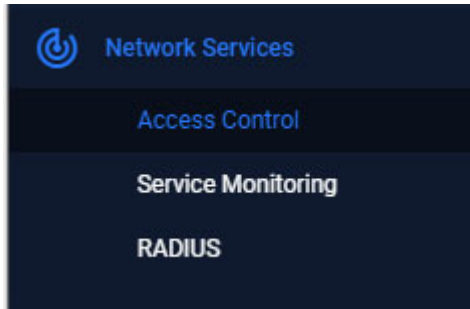 Network Services
Access Control
Service Monitoring
RADIUS